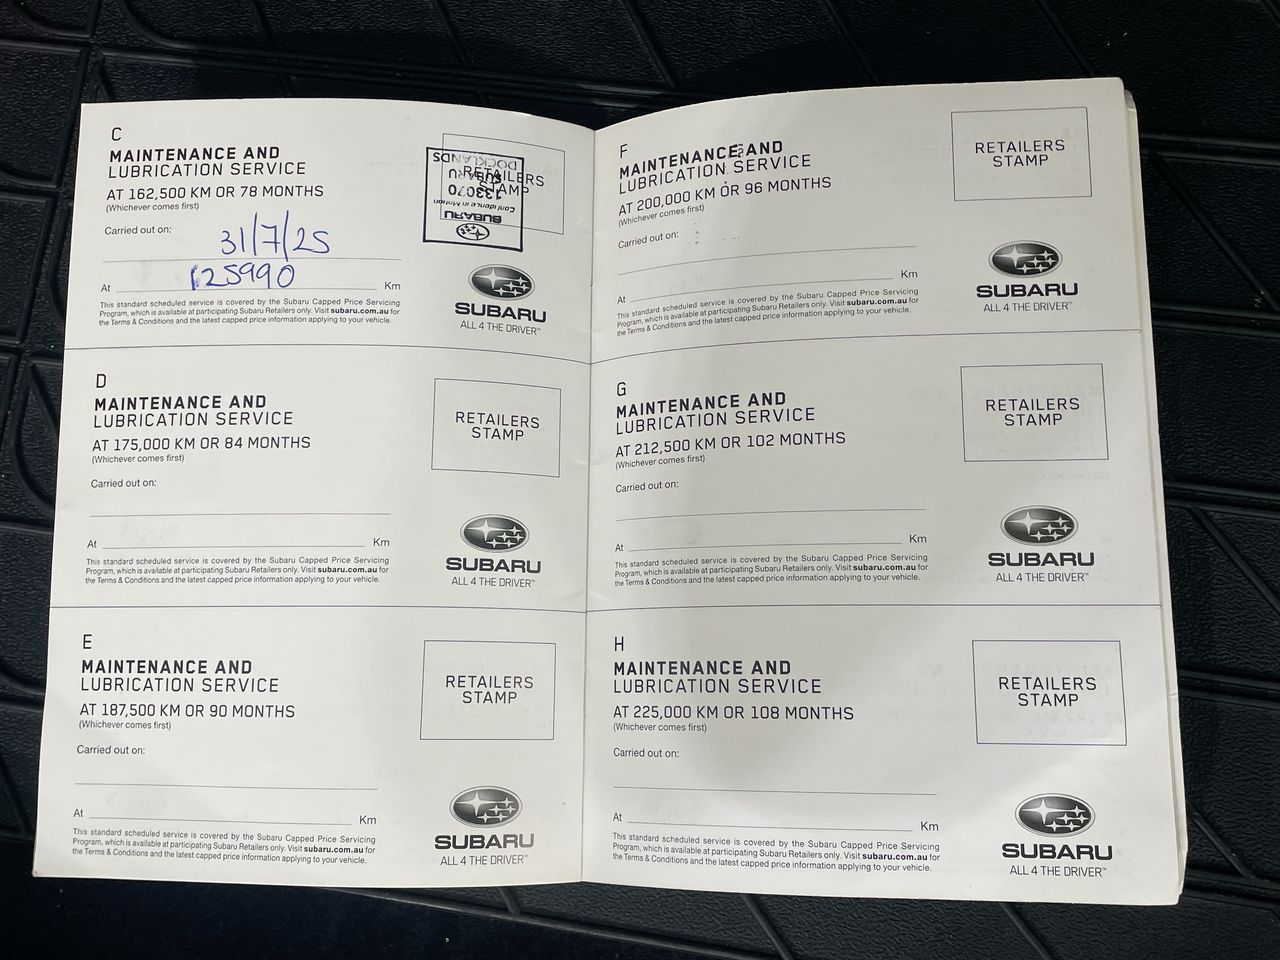 C
MAINTENANCE AND
LUBRICATION SERVICE
AT 162,500 KM OR 78 MONTHS
(Whichever comes first)
Carried out on:
31/7/25
At 125990 Km
This standard scheduled service is covered by the Subaru Capped Price Servicing
Program, which is available at participating Subaru Retailers only. Visit subaru.com.au for
the Terms & Conditions and the latest capped price information applying to your vehicle.
RETAILERS
STAMP
SUBARU
Confidence in Motion
133070
SUBARU
DOCKLANDS
SUBARU
ALL 4 THE DRIVER™
D
MAINTENANCE AND
LUBRICATION SERVICE
AT 175,000 KM OR 84 MONTHS
(Whichever comes first)
Carried out on:
At Km
This standard scheduled service is covered by the Subaru Capped Price Servicing
Program, which is available at participating Subaru Retailers only. Visit subaru.com.au for
the Terms & Conditions and the latest capped price information applying to your vehicle.
RETAILERS
STAMP
SUBARU
ALL 4 THE DRIVER™
E
MAINTENANCE AND
LUBRICATION SERVICE
AT 187,500 KM OR 90 MONTHS
(Whichever comes first)
Carried out on:
At Km
This standard scheduled service is covered by the Subaru Capped Price Servicing
Program, which is available at participating Subaru Retailers only. Visit subaru.com.au for
the Terms & Conditions and the latest capped price information applying to your vehicle.
RETAILERS
STAMP
SUBARU
ALL 4 THE DRIVER™
F
MAINTENANCE AND
LUBRICATION SERVICE
AT 200,000 KM OR 96 MONTHS
(Whichever comes first)
Carried out on:
At Km
This standard scheduled service is covered by the Subaru Capped Price Servicing
Program, which is available at participating Subaru Retailers only. Visit subaru.com.au for
the Terms & Conditions and the latest capped price information applying to your vehicle.
RETAILERS
STAMP
SUBARU
ALL 4 THE DRIVER™
G
MAINTENANCE AND
LUBRICATION SERVICE
AT 212,500 KM OR 102 MONTHS
(Whichever comes first)
Carried out on:
At Km
This standard scheduled service is covered by the Subaru Capped Price Servicing
Program, which is available at participating Subaru Retailers only. Visit subaru.com.au for
the Terms & Conditions and the latest capped price information applying to your vehicle.
RETAILERS
STAMP
SUBARU
ALL 4 THE DRIVER™
H
MAINTENANCE AND
LUBRICATION SERVICE
AT 225,000 KM OR 108 MONTHS
(Whichever comes first)
Carried out on:
At Km
This standard scheduled service is covered by the Subaru Capped Price Servicing
Program, which is available at participating Subaru Retailers only. Visit subaru.com.au for
the Terms & Conditions and the latest capped price information applying to your vehicle.
RETAILERS
STAMP
SUBARU
ALL 4 THE DRIVER™